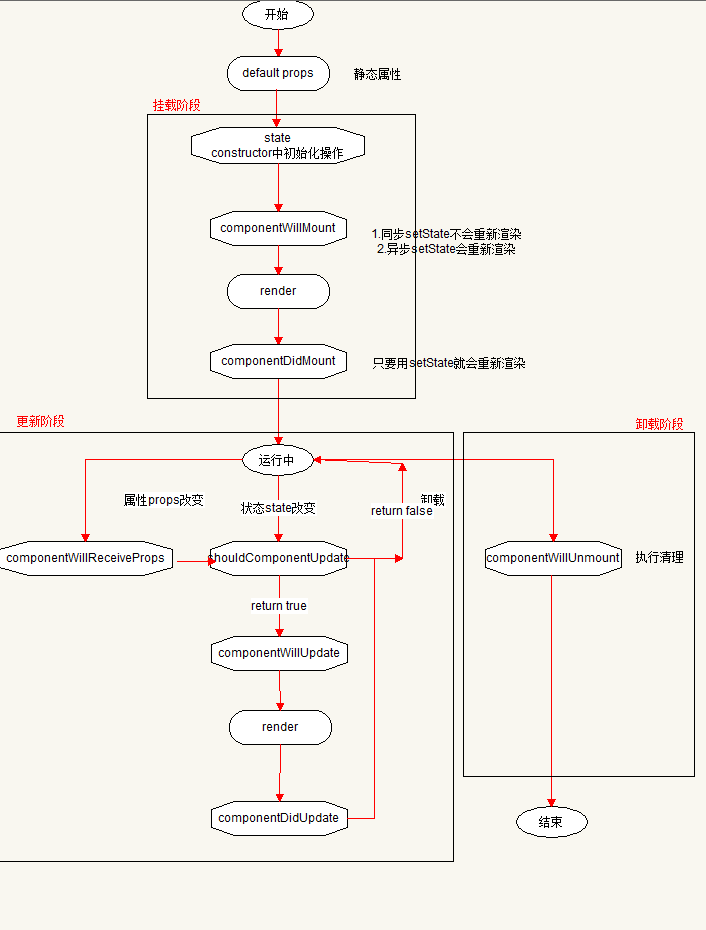 开始
default props
静态属性
挂载阶段
state
constructor中初始化操作
componentWillMount
1.同步setState不会重新渲染
2.异步setState会重新渲染
render
componentDidMount
只要用setState就会重新渲染
更新阶段
卸载阶段
运行中
属性props改变
状态state改变
卸载
return false
componentWillReceiveProps
shouldComponentUpdate
componentWillUnmount
执行清理
return true
componentWillUpdate
render
componentDidUpdate
结束